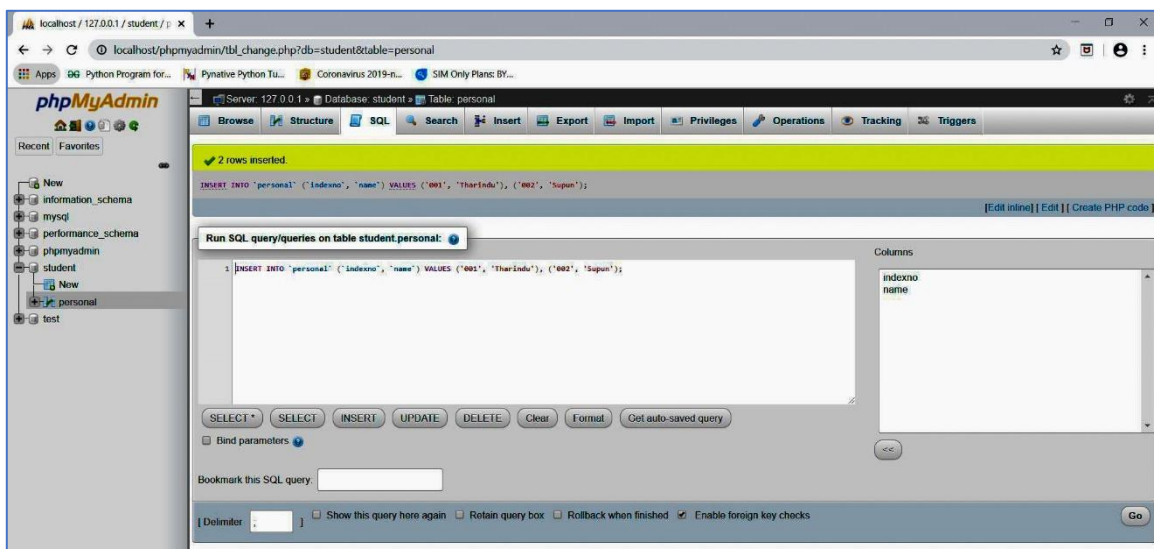 localhost / 127.0.0.1 / student / p
localhost/phpmyadmin/tbl_change.php?db=student&table=personal
Apps Python Program for... Pynative Python Tu... Coronavirus 2019-n... SIM Only Plans: BY...
phpMyAdmin
Recent Favorites
New
information_schema
mysql
performance_schema
phpmyadmin
student
New
personal
test
Server: 127.0.0.1 » Database: student » Table: personal
Browse Structure SQL Search Insert Export Import Privileges Operations Tracking Triggers
2 rows inserted.
INSERT INTO `personal` (`indexno`, `name`) VALUES ('001', 'Tharindu'), ('002', 'Supun');
[Edit inline] [ Edit ] [ Create PHP code ]
Run SQL query/queries on table student.personal:
1 INSERT INTO `personal` (`indexno`, `name`) VALUES ('001', 'Tharindu'), ('002', 'Supun');
Columns
indexno
name
SELECT * SELECT INSERT UPDATE DELETE Clear Format Get auto-saved query
<<
Bind parameters
Bookmark this SQL query:
[ Delimiter ; ] Show this query here again Retain query box Rollback when finished Enable foreign key checks
Go